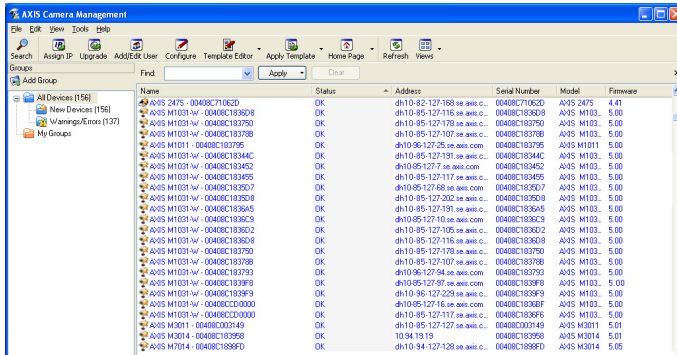 AXIS Camera Management
File Edit View Tools Help
Search Assign IP Upgrade Add/Edit User Configure Template Editor Apply Template Home Page Refresh Views
Groups
Find: Apply Clear
Add Group
All Devices (156)
New Devices (156)
Warnings/Errors (137)
My Groups
Name Status Address Serial Number Model Firmware
AXIS 247S - 00408C71062D OK dh10-82-127-168.se.axis.c... 00408C71062D AXIS 247S 4.41
AXIS M1031-W - 00408C1836D8 OK dh10-85-127-116.se.axis.c... 00408C1836D8 AXIS M103... 5.00
AXIS M1031-W - 00408C183750 OK dh10-85-127-178.se.axis.c... 00408C183750 AXIS M103... 5.00
AXIS M1031-W - 00408C18378B OK dh10-85-127-107.se.axis.c... 00408C18378B AXIS M103... 5.00
AXIS M1011 - 00408C183795 OK dh10-96-127-25.se.axis.com 00408C183795 AXIS M1011 5.00
AXIS M1031-W - 00408C18344C OK dh10-85-127-191.se.axis.c... 00408C18344C AXIS M103... 5.00
AXIS M1031-W - 00408C183452 OK dh10-85-127-7.se.axis.com 00408C183452 AXIS M103... 5.00
AXIS M1031-W - 00408C183455 OK dh10-85-127-117.se.axis.c... 00408C183455 AXIS M103... 5.00
AXIS M1031-W - 00408C1835D7 OK dh10-85-127-68.se.axis.com 00408C1835D7 AXIS M103... 5.00
AXIS M1031-W - 00408C1835D8 OK dh10-85-127-202.se.axis.c... 00408C1835D8 AXIS M103... 5.00
AXIS M1031-W - 00408C1836A5 OK dh10-85-127-191.se.axis.c... 00408C1836A5 AXIS M103... 5.00
AXIS M1031-W - 00408C1836C9 OK dh10-85-127-10.se.axis.com 00408C1836C9 AXIS M103... 5.00
AXIS M1031-W - 00408C1836D2 OK dh10-85-127-105.se.axis.c... 00408C1836D2 AXIS M103... 5.00
AXIS M1031-W - 00408C1836D8 OK dh10-85-127-116.se.axis.c... 00408C1836D8 AXIS M103... 5.00
AXIS M1031-W - 00408C183750 OK dh10-85-127-178.se.axis.c... 00408C183750 AXIS M103... 5.00
AXIS M1031-W - 00408C18378B OK dh10-85-127-107.se.axis.c... 00408C18378B AXIS M103... 5.00
AXIS M1031-W - 00408C183793 OK dh10-96-127-94.se.axis.com 00408C183793 AXIS M103... 5.00
AXIS M1031-W - 00408C1839F8 OK dh10-85-127-97.se.axis.com 00408C1839F8 AXIS M103... 5.00
AXIS M1031-W - 00408C1839F9 OK dh10-96-127-229.se.axis.c... 00408C1839F9 AXIS M103... 5.00
AXIS M1031-W - 00408CCD0000 OK dh10-85-127-16.se.axis.com 00408C1836BF AXIS M103... 5.00
AXIS M1031-W - 00408CCD0000 OK dh10-85-127-117.se.axis.c... 00408C1836F6 AXIS M103... 5.00
AXIS M3011 - 00408C003149 OK dh10-85-127-127.se.axis.c... 00408C003149 AXIS M3011 5.01
AXIS M3014 - 00408C183958 OK 10.94.19.19 00408C183958 AXIS M3014 5.01
AXIS M7014 - 00408C1898FD OK dh10-94-127-128.se.axis.c... 00408C1898FD AXIS M3014 5.05